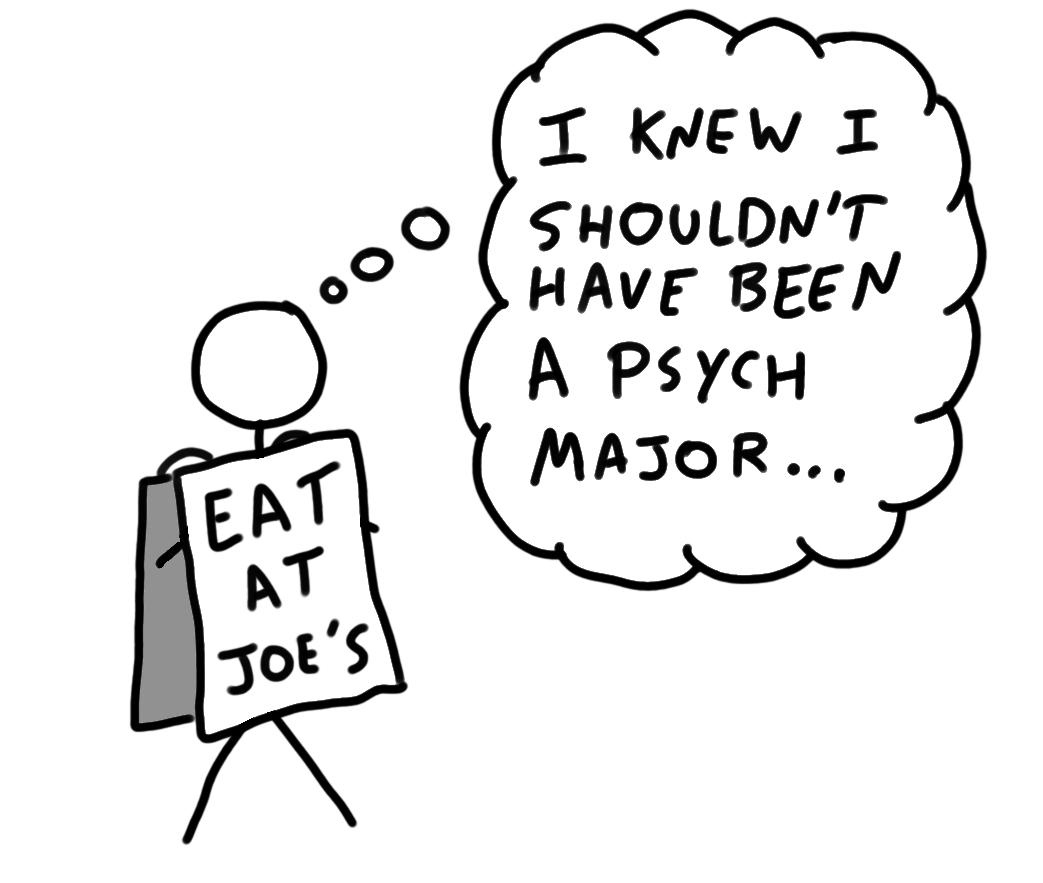 I KNEW I
SHOULDN'T
HAVE BEEN
A PSYCH
MAJOR...
EAT
AT
JOE'S